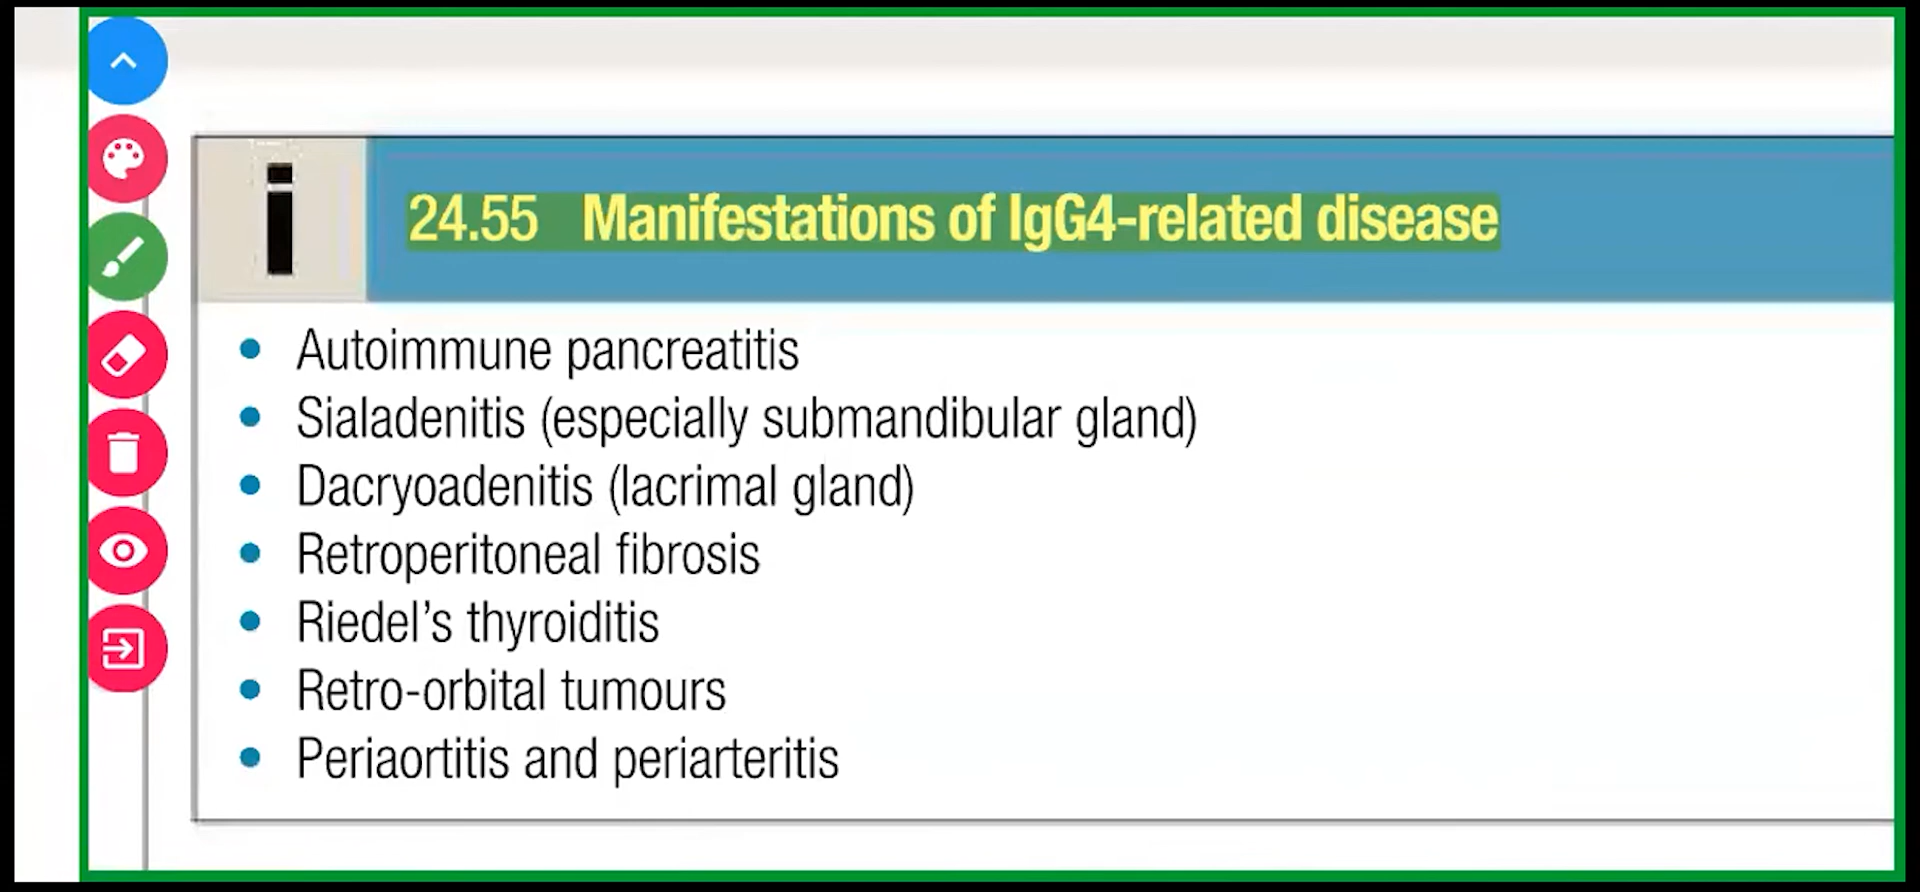 i
24.55 Manifestations of IgG4-related disease
• Autoimmune pancreatitis
• Sialadenitis (especially submandibular gland)
• Dacryoadenitis (lacrimal gland)
• Retroperitoneal fibrosis
• Riedel’s thyroiditis
• Retro-orbital tumours
• Periaortitis and periarteritis